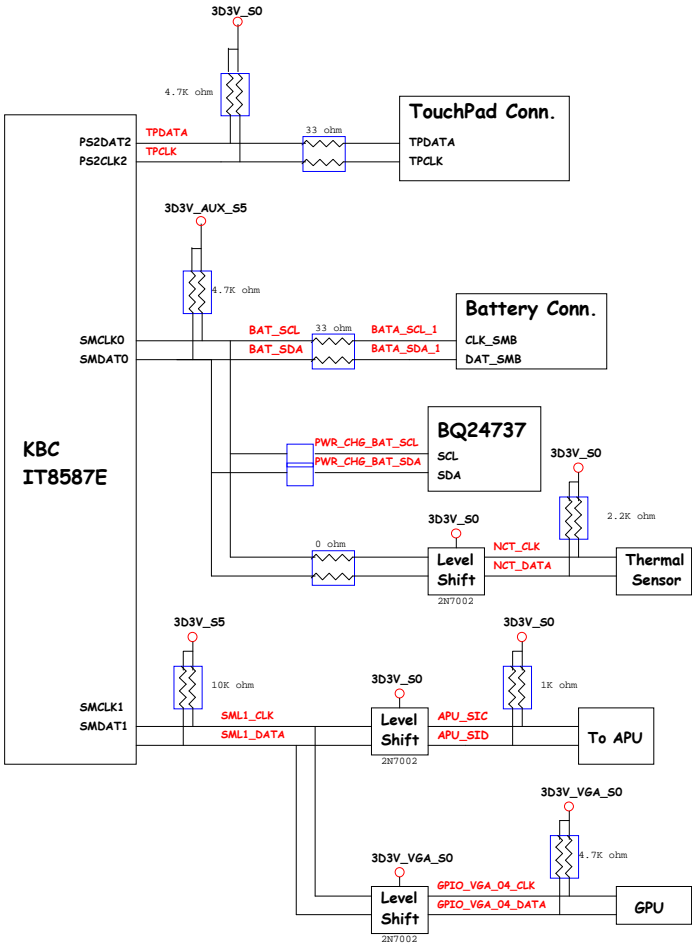 3D3V_S0
4.7K ohm
TouchPad Conn.
33 ohm
PS2DAT2
TPDATA
TPDATA
PS2CLK2
TPCLK
TPCLK
3D3V_AUX_S5
4.7K ohm
Battery Conn.
BAT_SCL
33 ohm
BATA_SCL_1
SMCLK0
CLK_SMB
BAT_SDA
BATA_SDA_1
SMDAT0
DAT_SMB
KBC
IT8587E
BQ24737
PWR_CHG_BAT_SCL
SCL
PWR_CHG_BAT_SDA
SDA
3D3V_S0
2.2K ohm
3D3V_S0
0 ohm
NCT_CLK
Level
Shift
NCT_DATA
Thermal
Sensor
2N7002
3D3V_S5
3D3V_S0
10K ohm
3D3V_S0
1K ohm
SMCLK1
SML1_CLK
Level
Shift
APU_SIC
SMDAT1
SML1_DATA
APU_SID
To APU
2N7002
3D3V_VGA_S0
3D3V_VGA_S0
4.7K ohm
GPIO_VGA_04_CLK
Level
Shift
GPIO_VGA_04_DATA
GPU
2N7002